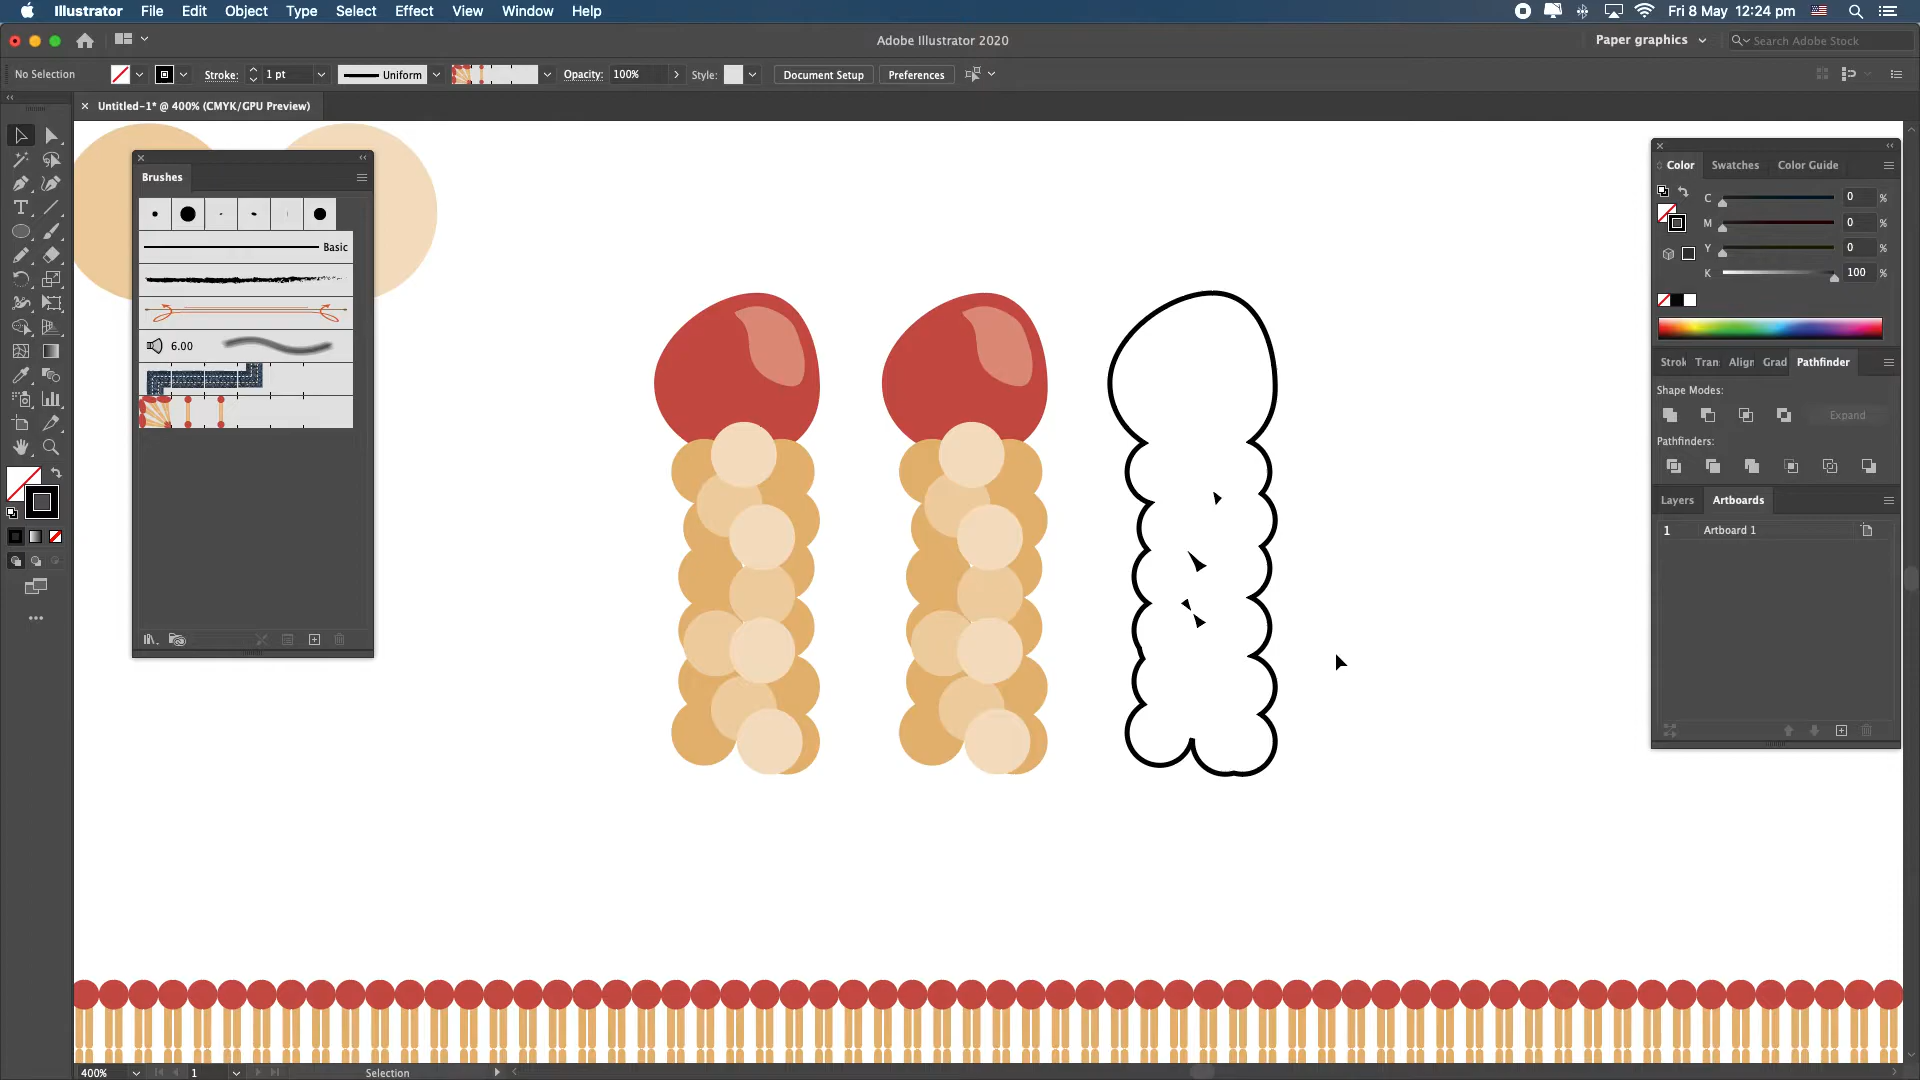 Illustrator File Edit Object Type Select Effect View Window Help
Fri 8 May 12:24 pm
Adobe Illustrator 2020
Paper graphics
Search Adobe Stock
No Selection
Stroke: 1 pt
Uniform
Opacity: 100%
Style:
Document Setup
Preferences
Untitled-1* @ 400% (CMYK/GPU Preview)
Brushes
Basic
6.00
Color Swatches Color Guide
C 0 %
M 0 %
Y 0 %
K 100 %
Strok Tran Align Grad Pathfinder
Shape Modes:
Expand
Pathfinders:
Layers Artboards
1 Artboard 1
400% 1 Selection